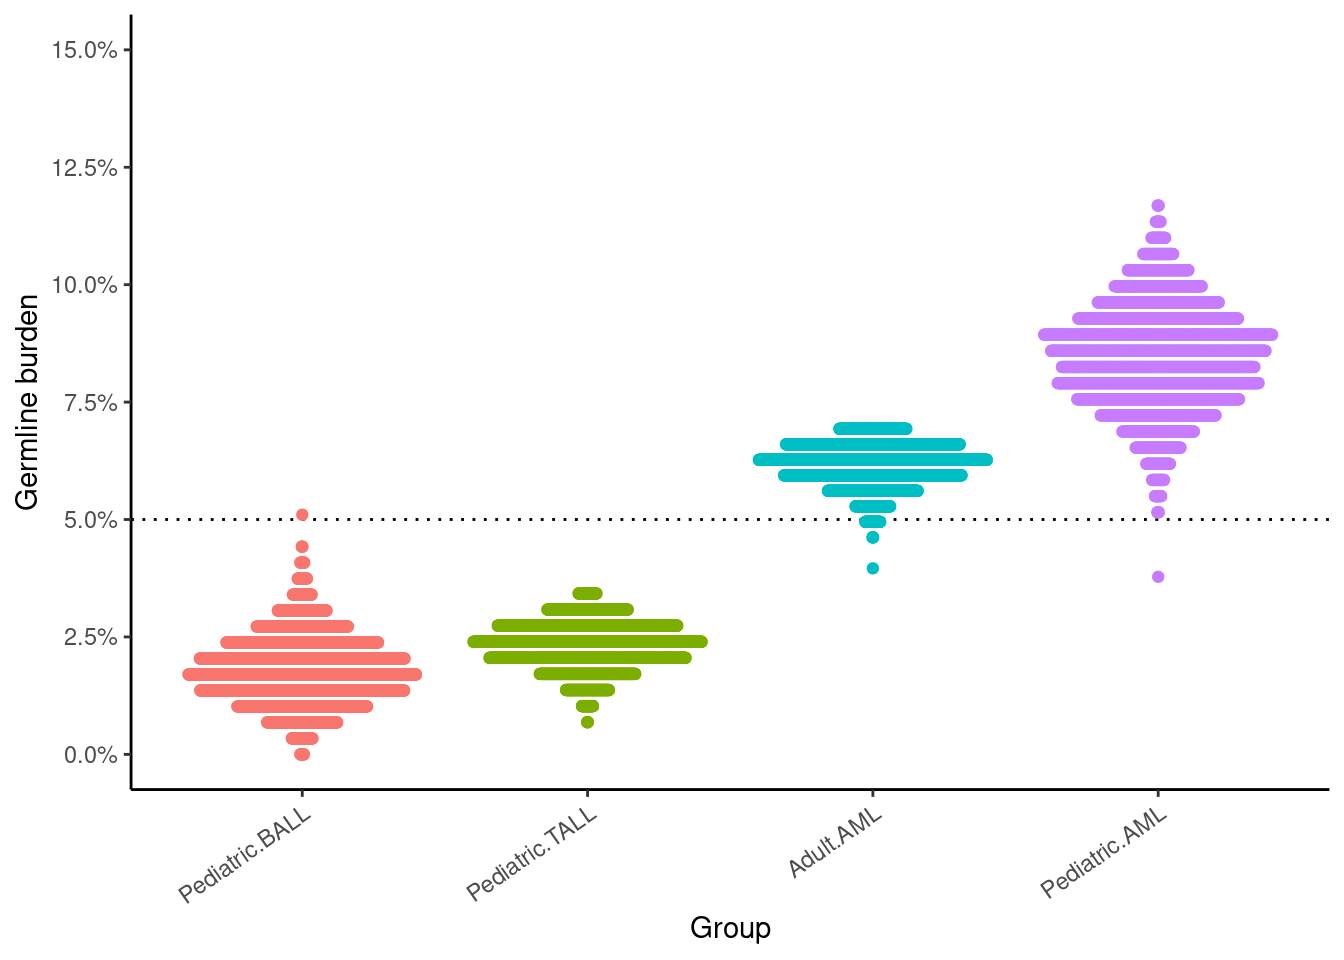 15.0%
12.5%
10.0%
7.5%
5.0%
2.5%
0.0%
Germline burden
Pediatric.BALL
Pediatric.TALL
Adult.AML
Pediatric.AML
Group